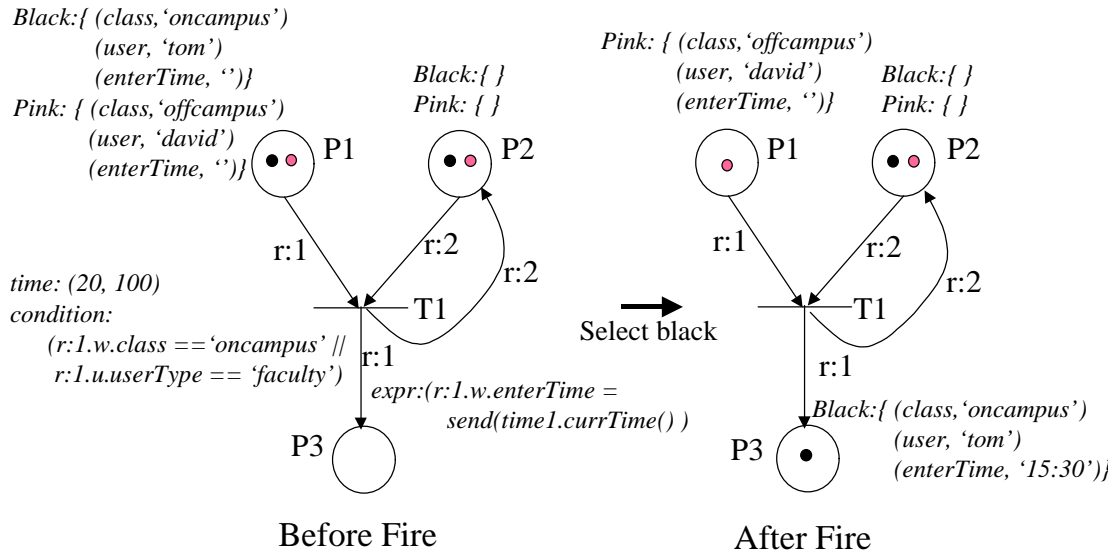 Black:{ (class,‘oncampus’)
(user, ‘tom’)
(enterTime, ‘’)}
Pink: { (class,‘offcampus’)
(user, ‘david’)
(enterTime, ‘’)}
Black:{ }
Pink: { }
P1
P2
r:1
r:2
r:2
time: (20, 100)
condition:
(r:1.w.class ==‘oncampus’ //
r:1.u.userType == ‘faculty’)
T1
r:1
expr:(r:1.w.enterTime =
send(time1.currTime() )
P3
Before Fire
Select black
Pink: { (class,‘offcampus’)
(user, ‘david’)
(enterTime, ‘’)}
Black:{ }
Pink: { }
P1
P2
r:1
r:2
r:2
T1
r:1
Black:{ (class,‘oncampus’)
(user, ‘tom’)
(enterTime, ‘15:30’)}
P3
After Fire